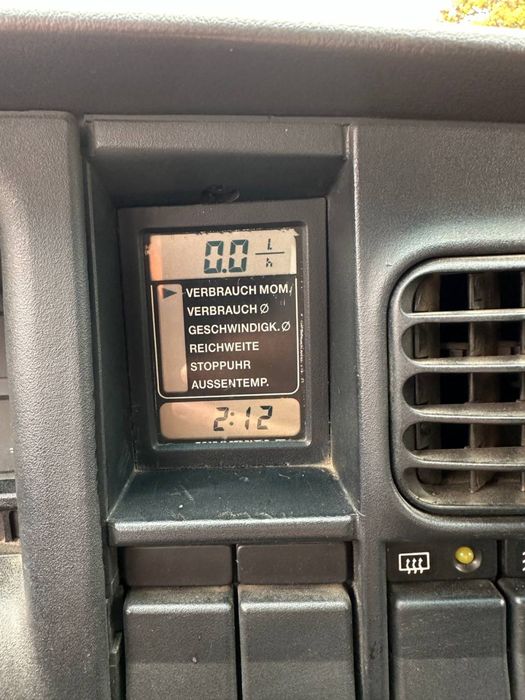 0.0 L/h
VERBRAUCH MOM.
VERBRAUCH Ø
GESCHWINDIGK. Ø
REICHWEITE
STOPPUHR
AUSSENTEMP.
2:12